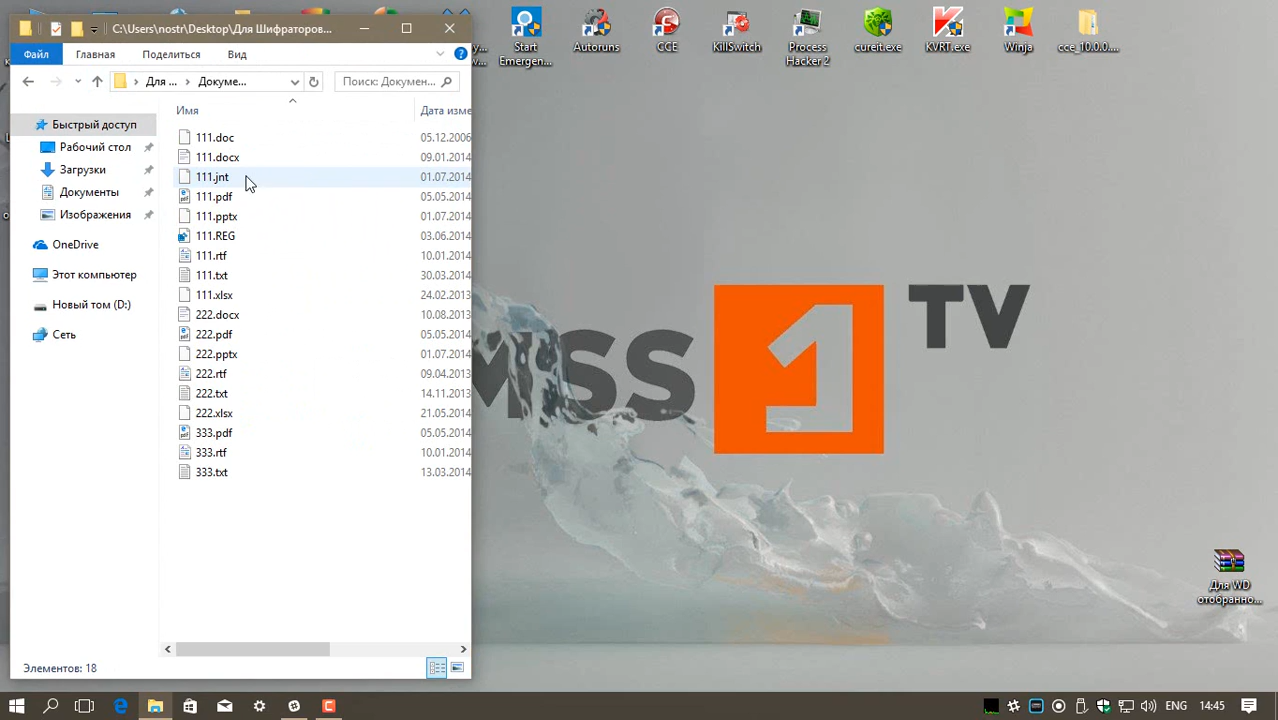 C:\Users\nostr\Desktop\Для Шифраторов...
Start
Emergen...
Autoruns
CCE
KillSwitch
Process
Hacker 2
cureit.exe
KVRT.exe
Winja
cce_10.0.0....
Файл
Главная
Поделиться
Вид
Для ...
Докуме...
Поиск: Докумен...
Имя
Дата изме
Быстрый доступ
Рабочий стол
Загрузки
Документы
Изображения
OneDrive
Этот компьютер
Новый том (D:)
Сеть
111.doc 05.12.2006
111.docx 09.01.2014
111.jnt 01.07.2014
111.pdf 05.05.2014
111.pptx 01.07.2014
111.REG 03.06.2014
111.rtf 10.01.2014
111.txt 30.03.2014
111.xlsx 24.02.2013
222.docx 10.08.2013
222.pdf 05.05.2014
222.pptx 01.07.2014
222.rtf 09.04.2013
222.txt 14.11.2013
222.xlsx 21.05.2013
333.pdf 05.05.2014
333.rtf 10.01.2014
333.txt 13.03.2014
MSS 1 TV
Для WD
отобранно...
Элементов: 18
ENG
14:45